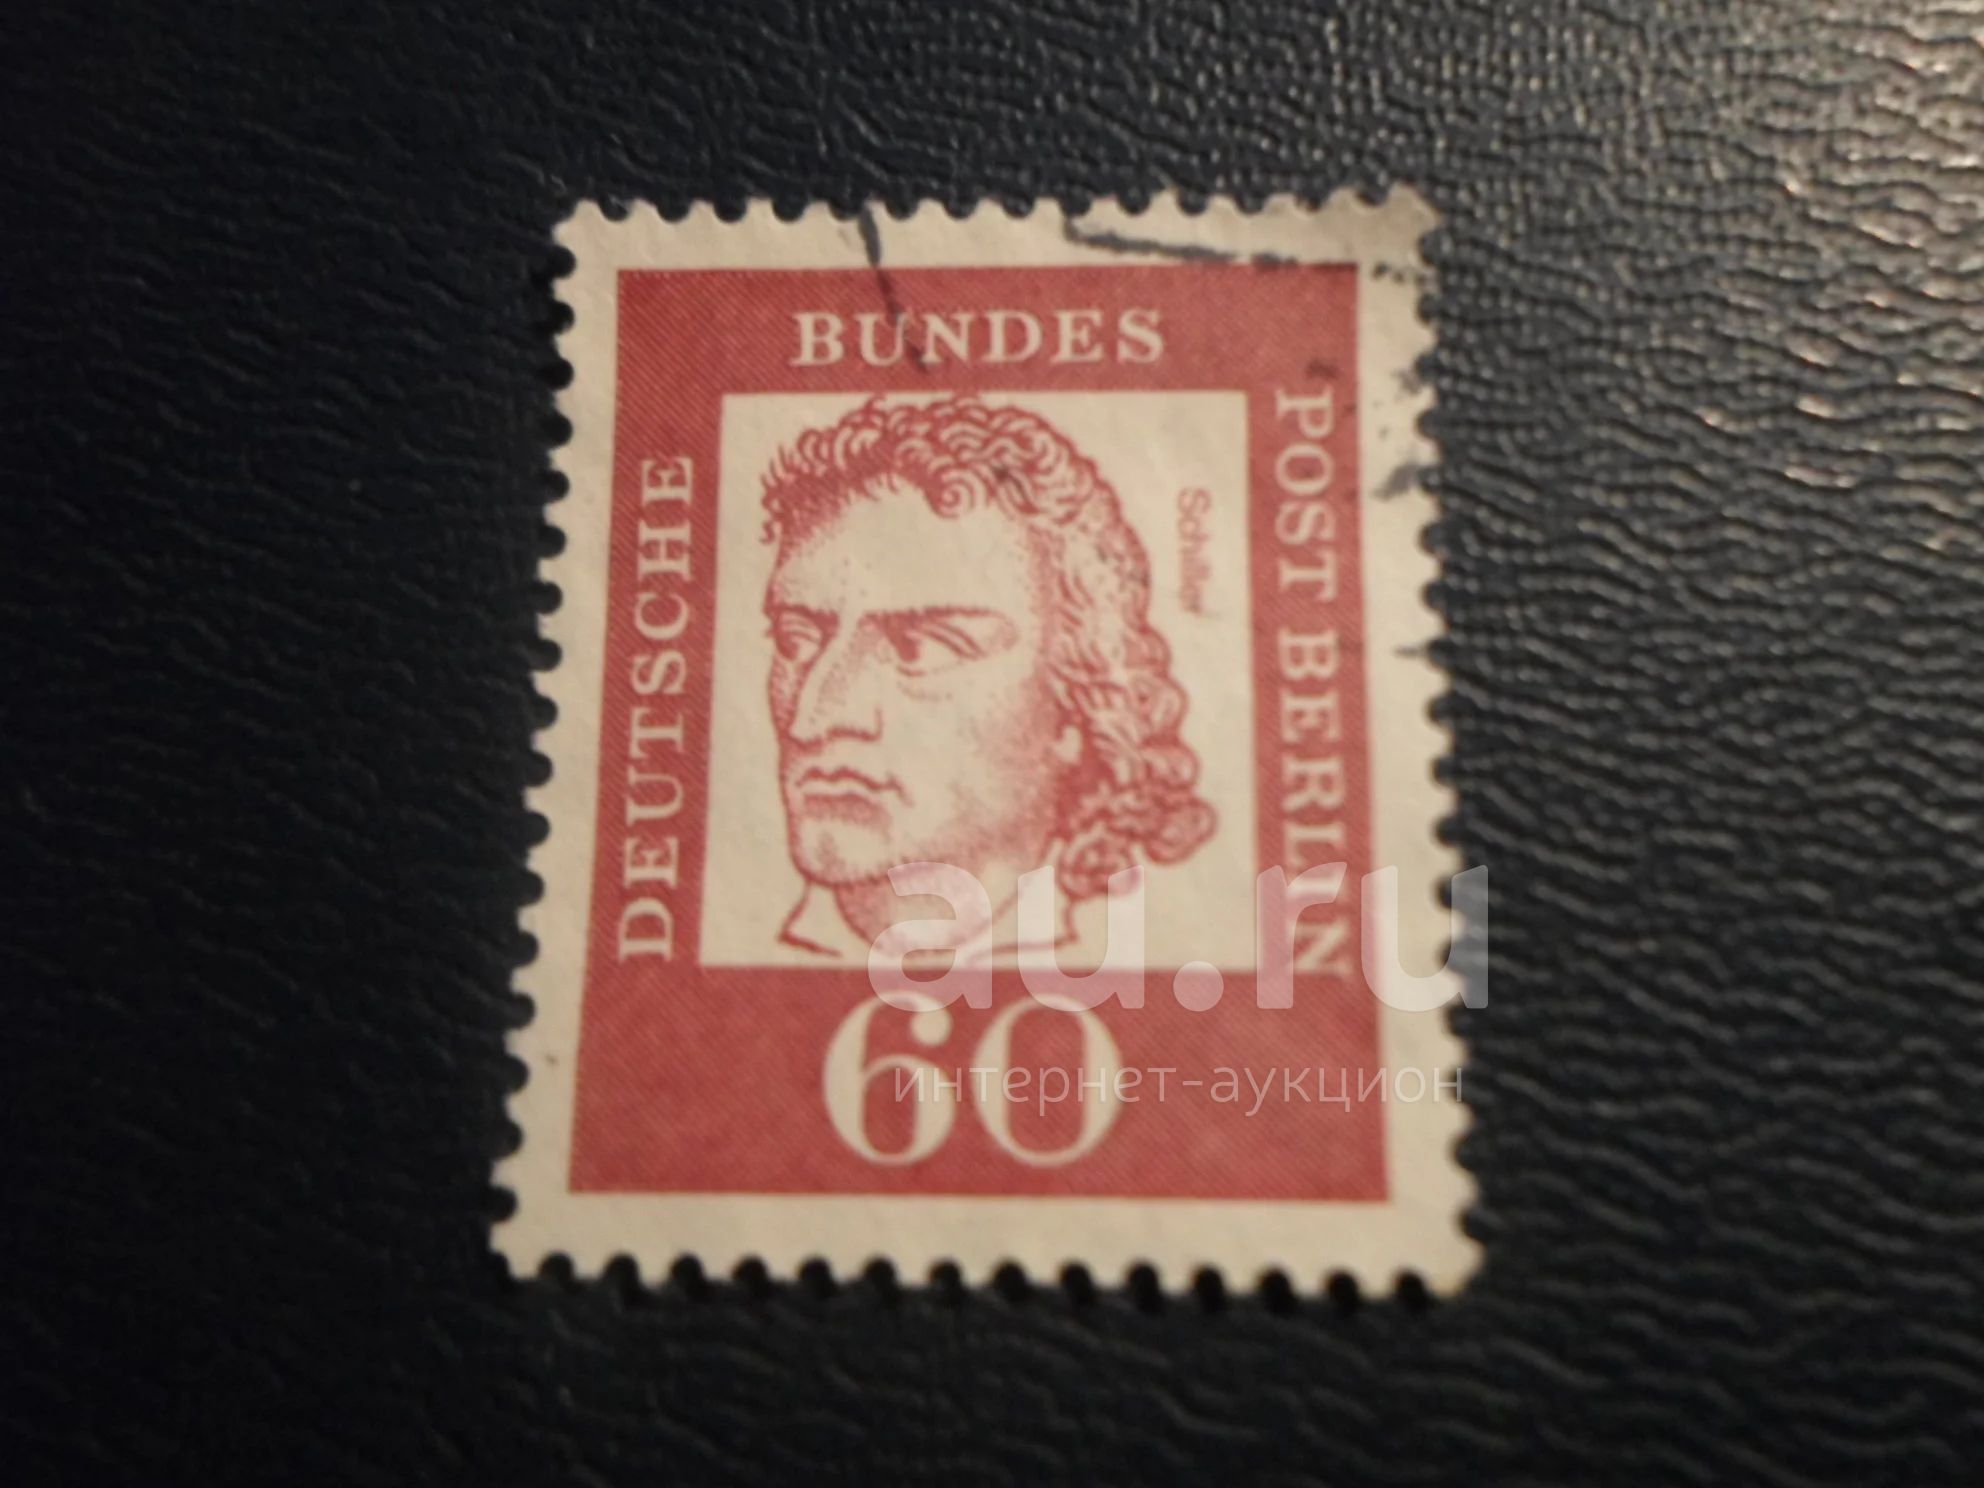 BUNDES
DEUTSCHE
POST BERLIN
Schiller
60
au.ru
интернет-аукцион